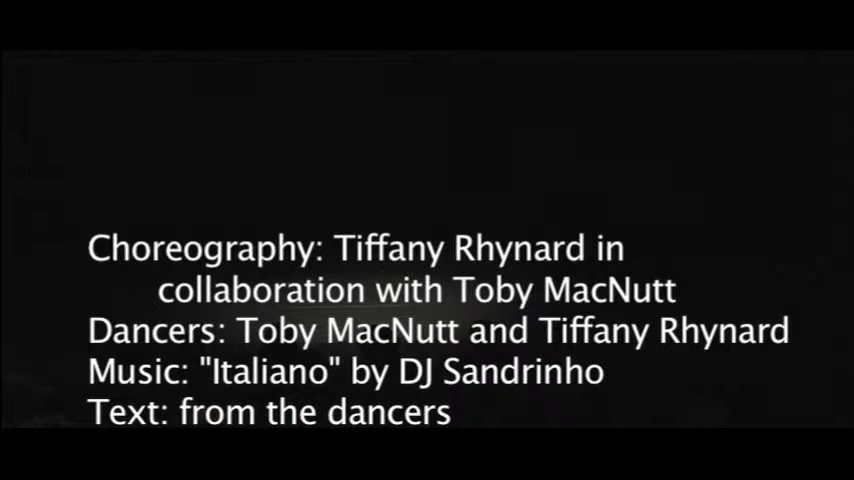 Choreography: Tiffany Rhynard in
collaboration with Toby MacNutt
Dancers: Toby MacNutt and Tiffany Rhynard
Music: "Italiano" by DJ Sandrinho
Text: from the dancers